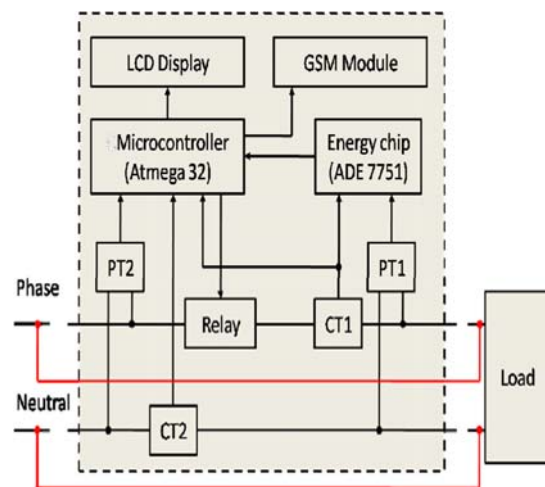 LCD Display
GSM Module
Microcontroller
(Atmega 32)
Energy chip
(ADE 7751)
PT2
PT1
Phase
Relay
CT1
Load
Neutral
CT2